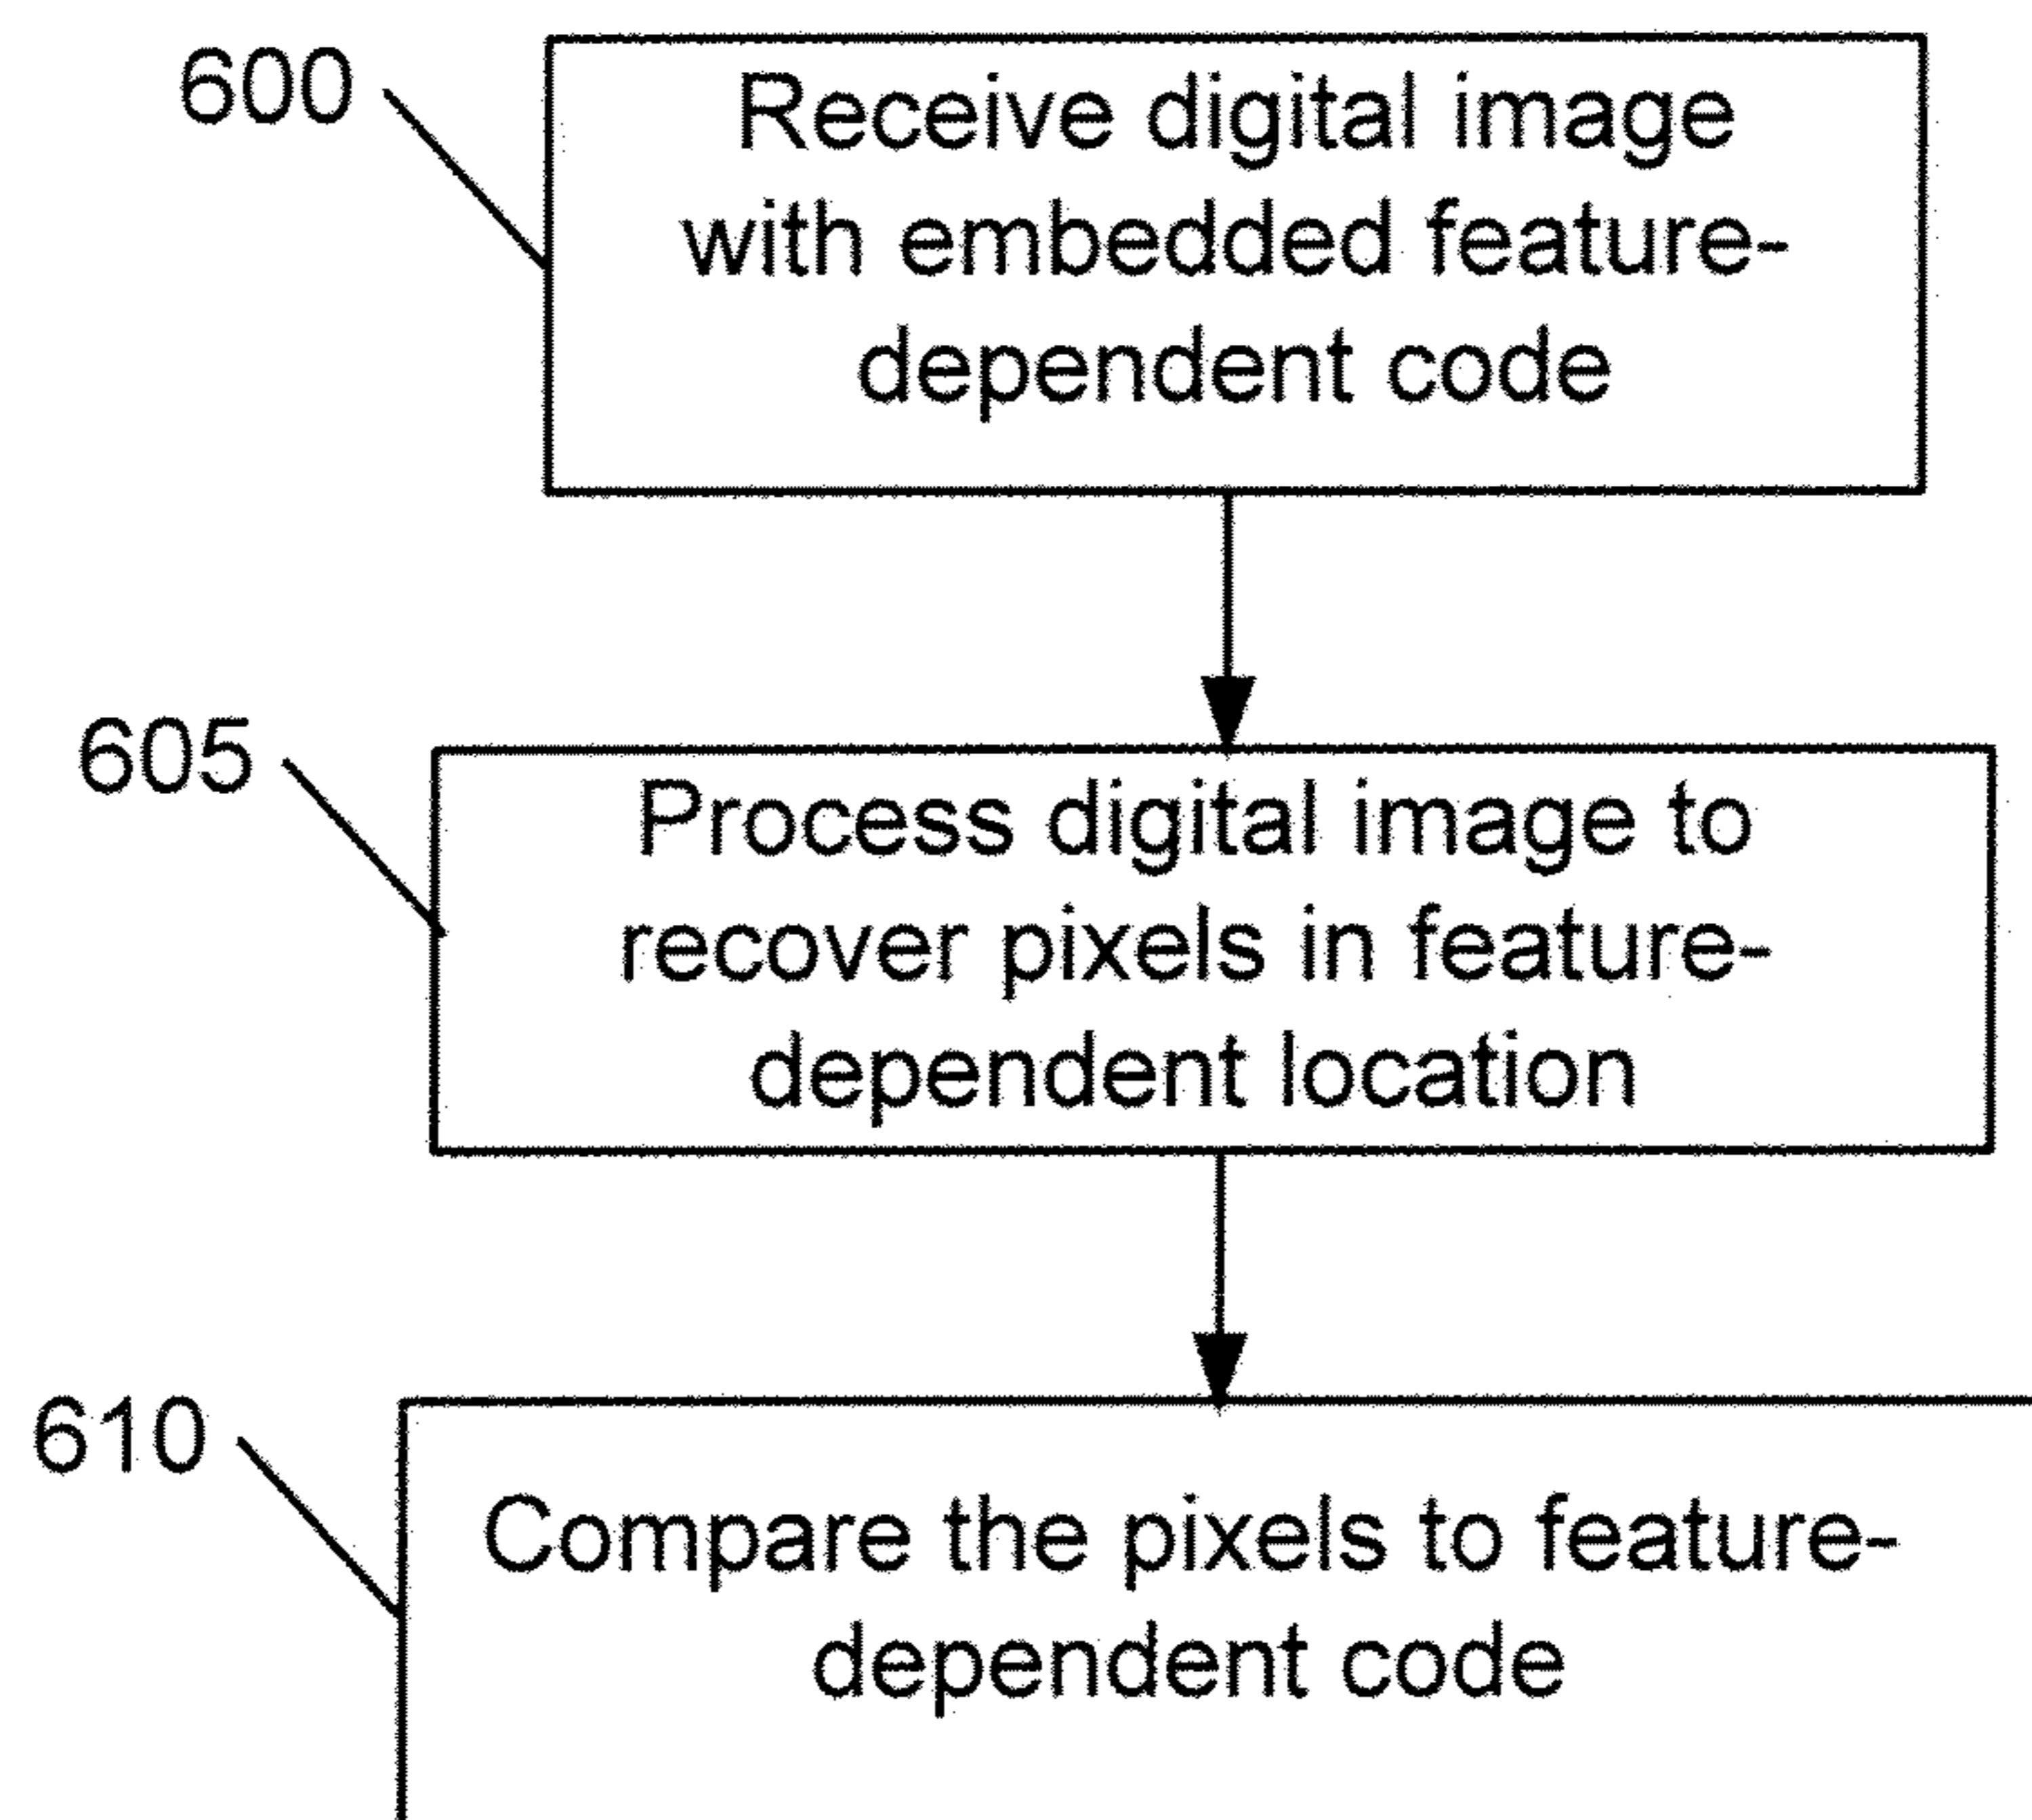 600
Receive digital image
with embedded feature-
dependent code
605
Process digital image to
recover pixels in feature-
dependent location
610
Compare the pixels to feature-
dependent code